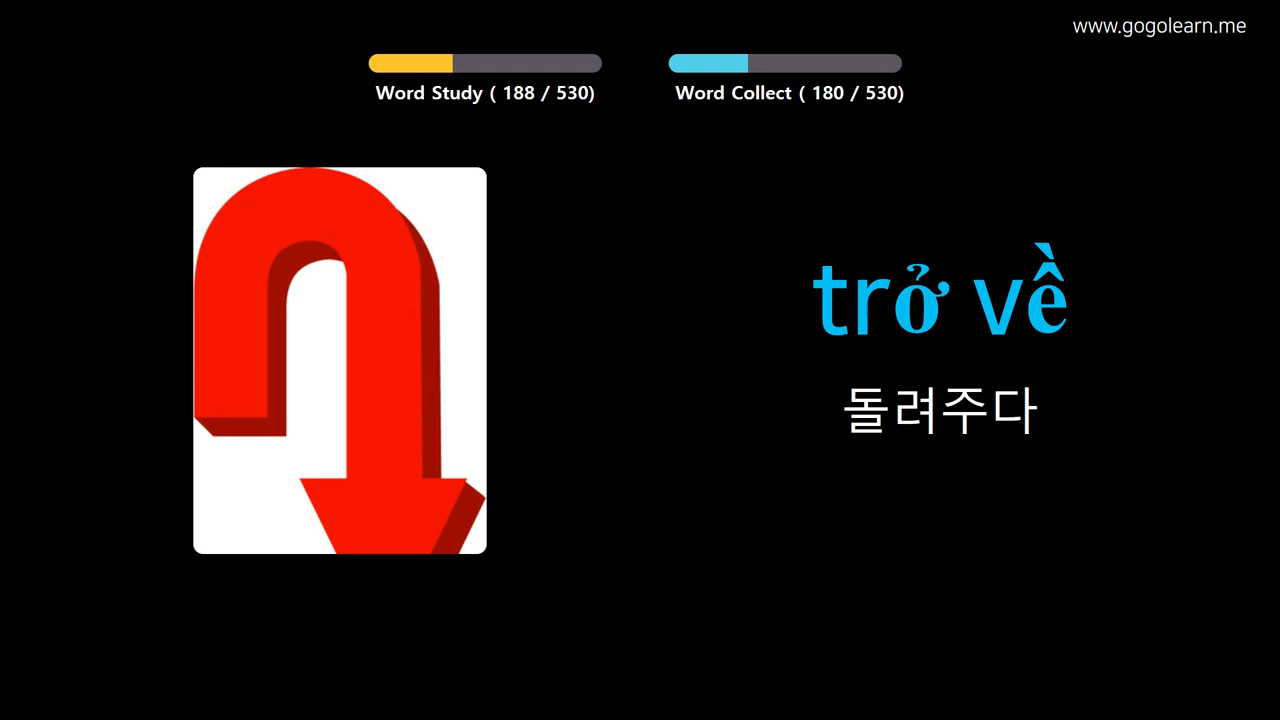 www.gogolearn.me
Word Study ( 188 / 530)
Word Collect ( 180 / 530)
trở về
돌려주다